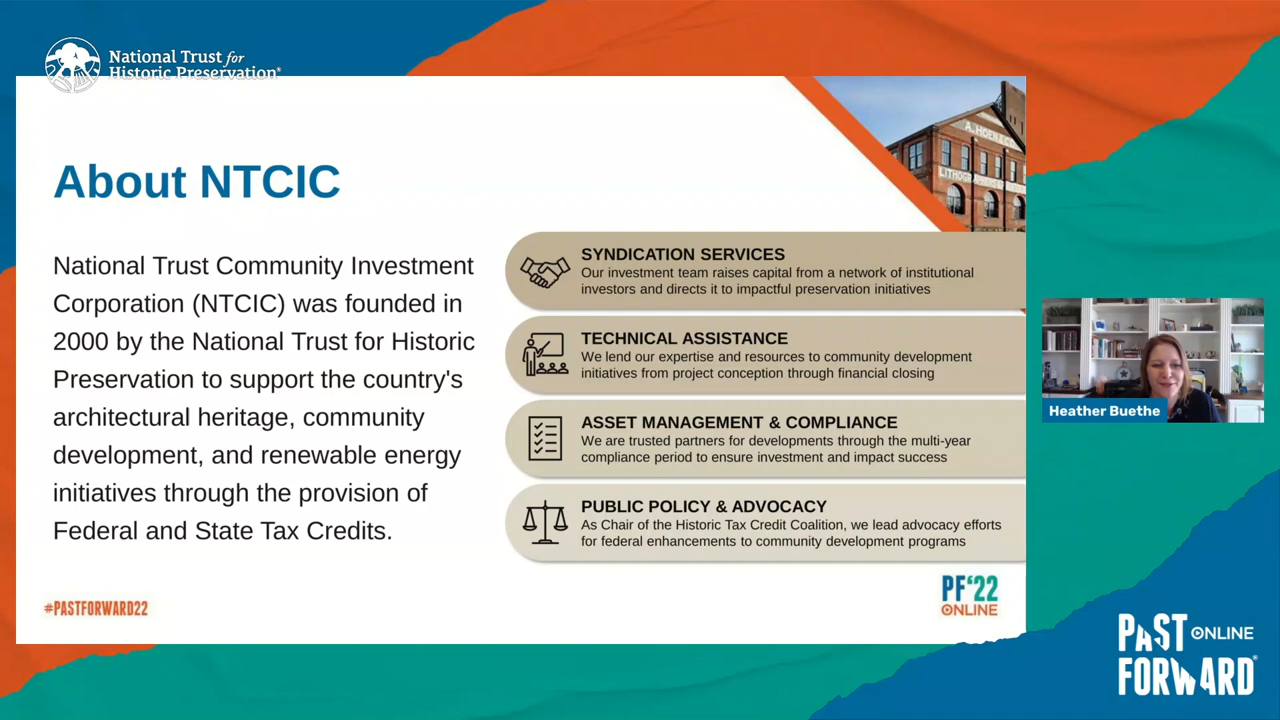 National Trust for
Historic Preservation®
About NTCIC
National Trust Community Investment
Corporation (NTCIC) was founded in
2000 by the National Trust for Historic
Preservation to support the country's
architectural heritage, community
development, and renewable energy
initiatives through the provision of
Federal and State Tax Credits.
A. HOEN & CO.
SYNDICATION SERVICES
Our investment team raises capital from a network of institutional
investors and directs it to impactful preservation initiatives
TECHNICAL ASSISTANCE
We lend our expertise and resources to community development
initiatives from project conception through financial closing
ASSET MANAGEMENT & COMPLIANCE
We are trusted partners for developments through the multi-year
compliance period to ensure investment and impact success
PUBLIC POLICY & ADVOCACY
As Chair of the Historic Tax Credit Coalition, we lead advocacy efforts
for federal enhancements to community development programs
#PASTFORWARD22
PF‘22
ONLINE
Heather Buethe
PAST ONLINE
FORWARD®